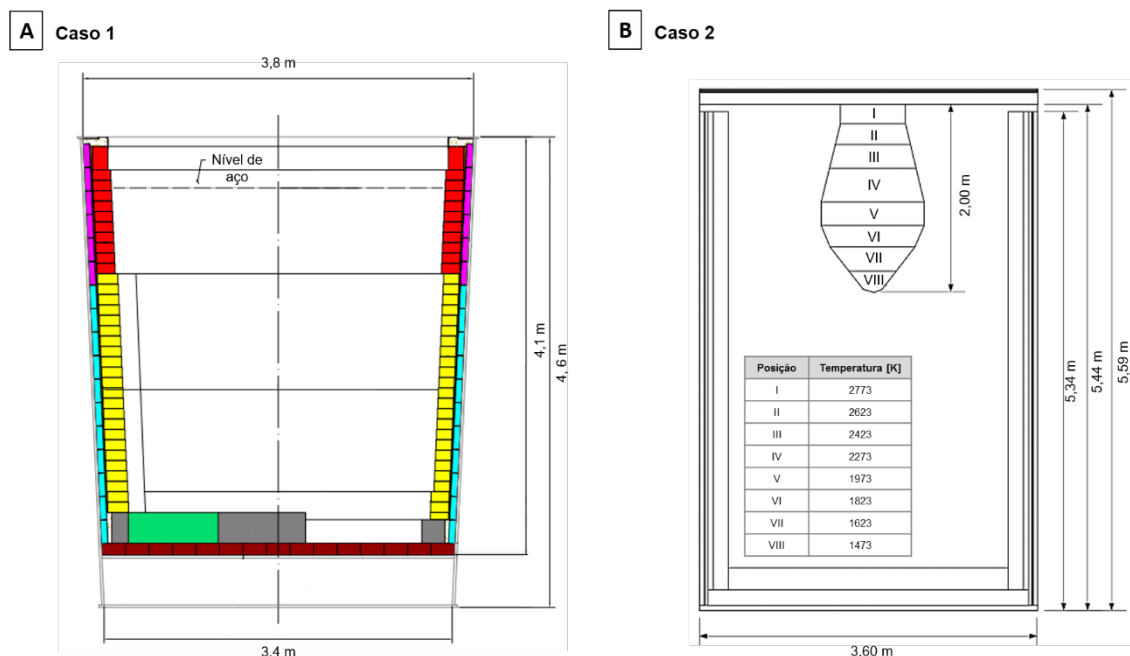 A Caso 1
3,8 m
Nível de
aço
4,1 m
4,6 m
3,4 m
B Caso 2
I
II
III
IV
V
VI
VII
VIII
2,00 m
5,34 m
5,44 m
5,59 m
Posição Temperatura [K]
I 2773
II 2623
III 2423
IV 2273
V 1973
VI 1823
VII 1623
VIII 1473
3,60 m